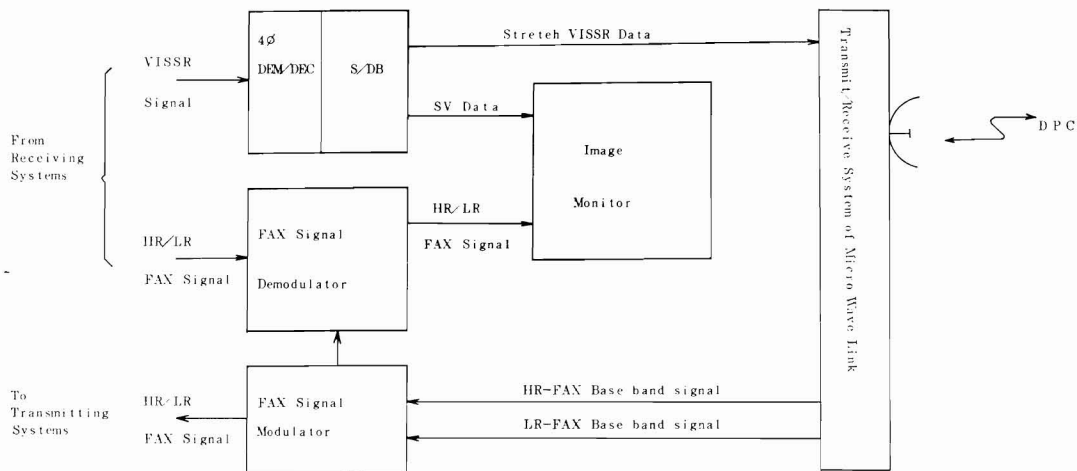 4Ø
DEM/DEC
S/DB
VISSR
Signal
From
Receiving
Systems
Stretch VISSR Data
SV Data
Image
Monitor
HR/LR
FAX Signal
FAX Signal
Demodulator
HR/LR
FAX Signal
To
Transmitting
Systems
HR/LR
FAX Signal
FAX Signal
Modulator
HR-FAX Base band signal
LR-FAX Base band signal
Transmit/Receive System of Micro Wave Link
DPC